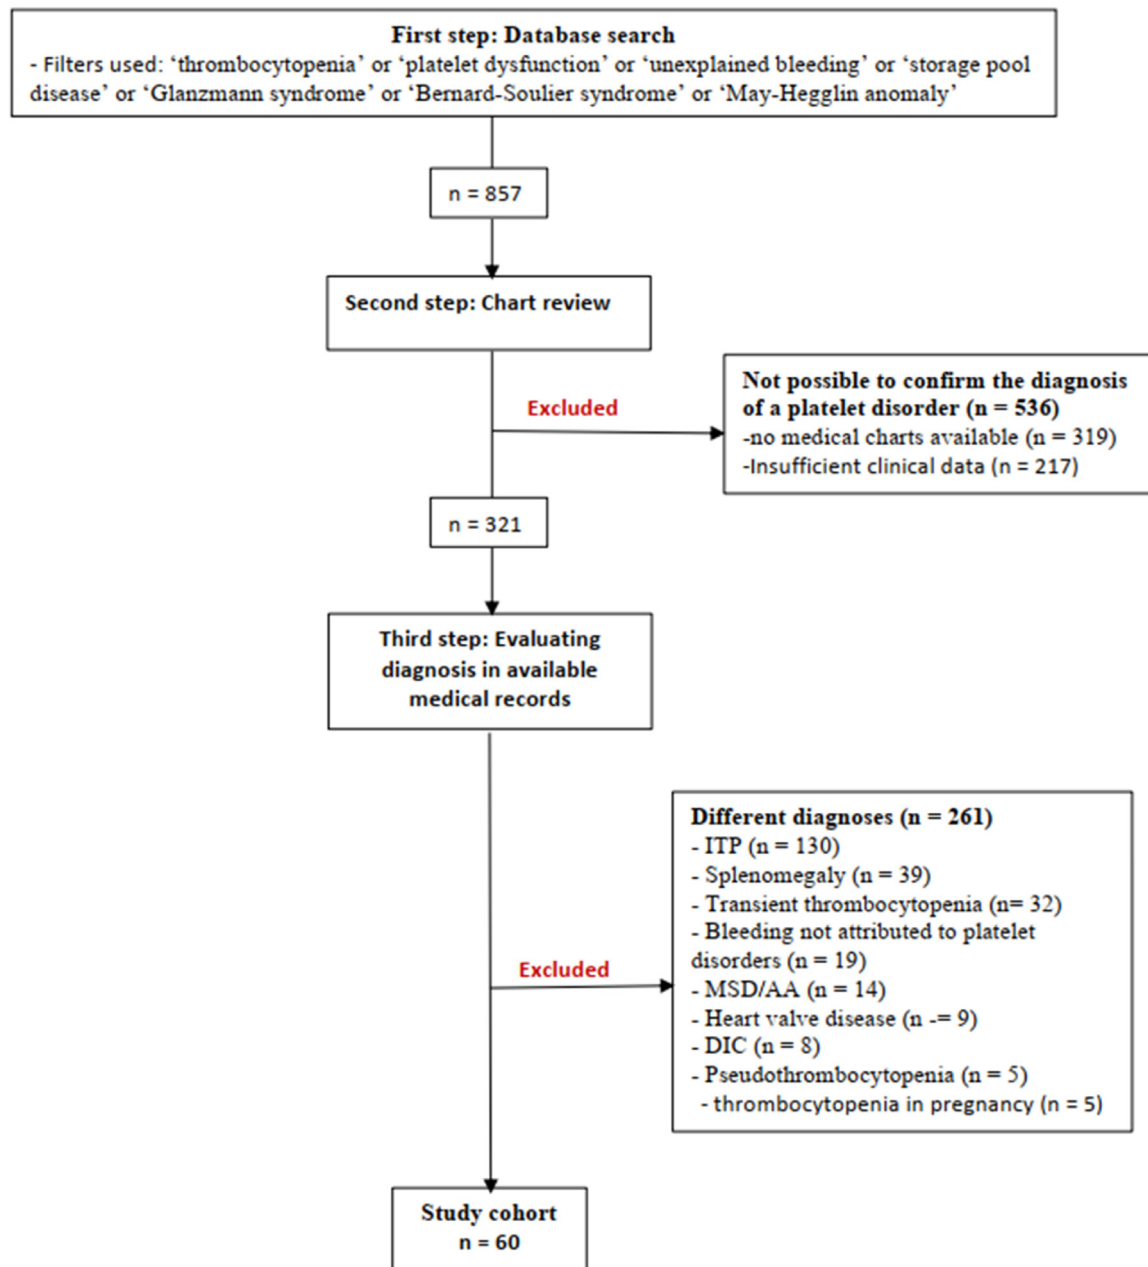 First step: Database search
- Filters used: ‘thrombocytopenia’ or ‘platelet dysfunction’ or ‘unexplained bleeding’ or ‘storage pool
disease’ or ‘Glanzmann syndrome’ or ‘Bernard-Soulier syndrome’ or ‘May-Hegglin anomaly’
n = 857
Second step: Chart review
Excluded
Not possible to confirm the diagnosis
of a platelet disorder (n = 536)
-no medical charts available (n = 319)
-Insufficient clinical data (n = 217)
n = 321
Third step: Evaluating
diagnosis in available
medical records
Excluded
Different diagnoses (n = 261)
- ITP (n = 130)
- Splenomegaly (n = 39)
- Transient thrombocytopenia (n= 32)
- Bleeding not attributed to platelet
disorders (n = 19)
- MSD/AA (n = 14)
- Heart valve disease (n -= 9)
- DIC (n = 8)
- Pseudothrombocytopenia (n = 5)
- thrombocytopenia in pregnancy (n = 5)
Study cohort
n = 60